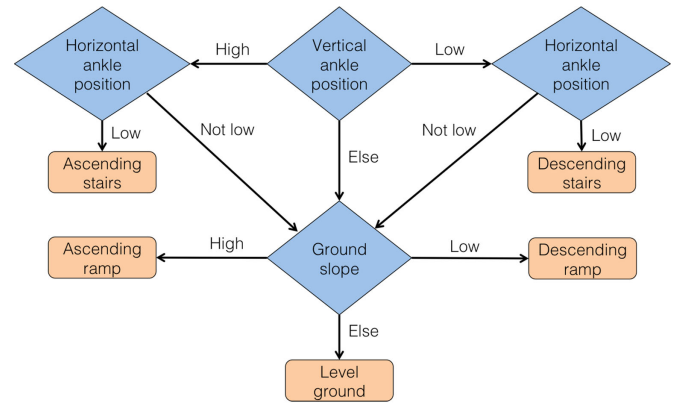 Horizontal
ankle
position
High
Vertical
ankle
position
Low
Horizontal
ankle
position
Low
Not low
Else
Not low
Low
Ascending
stairs
Descending
stairs
Ascending
ramp
High
Ground
slope
Low
Descending
ramp
Else
Level
ground